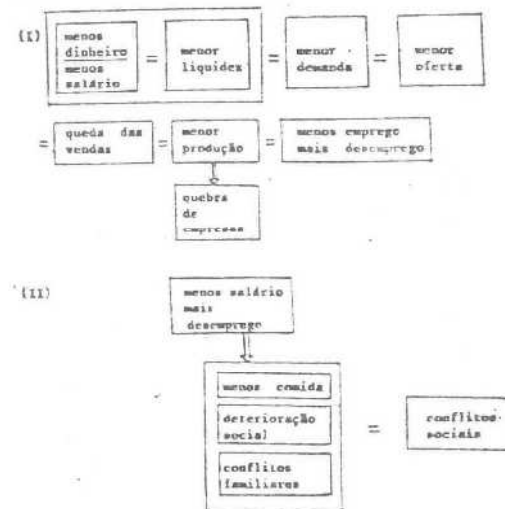 (I)
menos
dinheiro
menos
salário
=
menor
liquidez
=
menor
demanda
=
menor
oferta
=
queda das
vendas
=
menor
produção
=
menos emprego
mais desemprego
quebra
de
empresas
(II)
menos salário
mais
desemprego
menos comida
deterioração
social
conflitos
familiares
=
conflitos
sociais